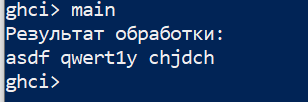 ghci> main
Результат обработки:
asdf qwert1y chjdch
ghci>